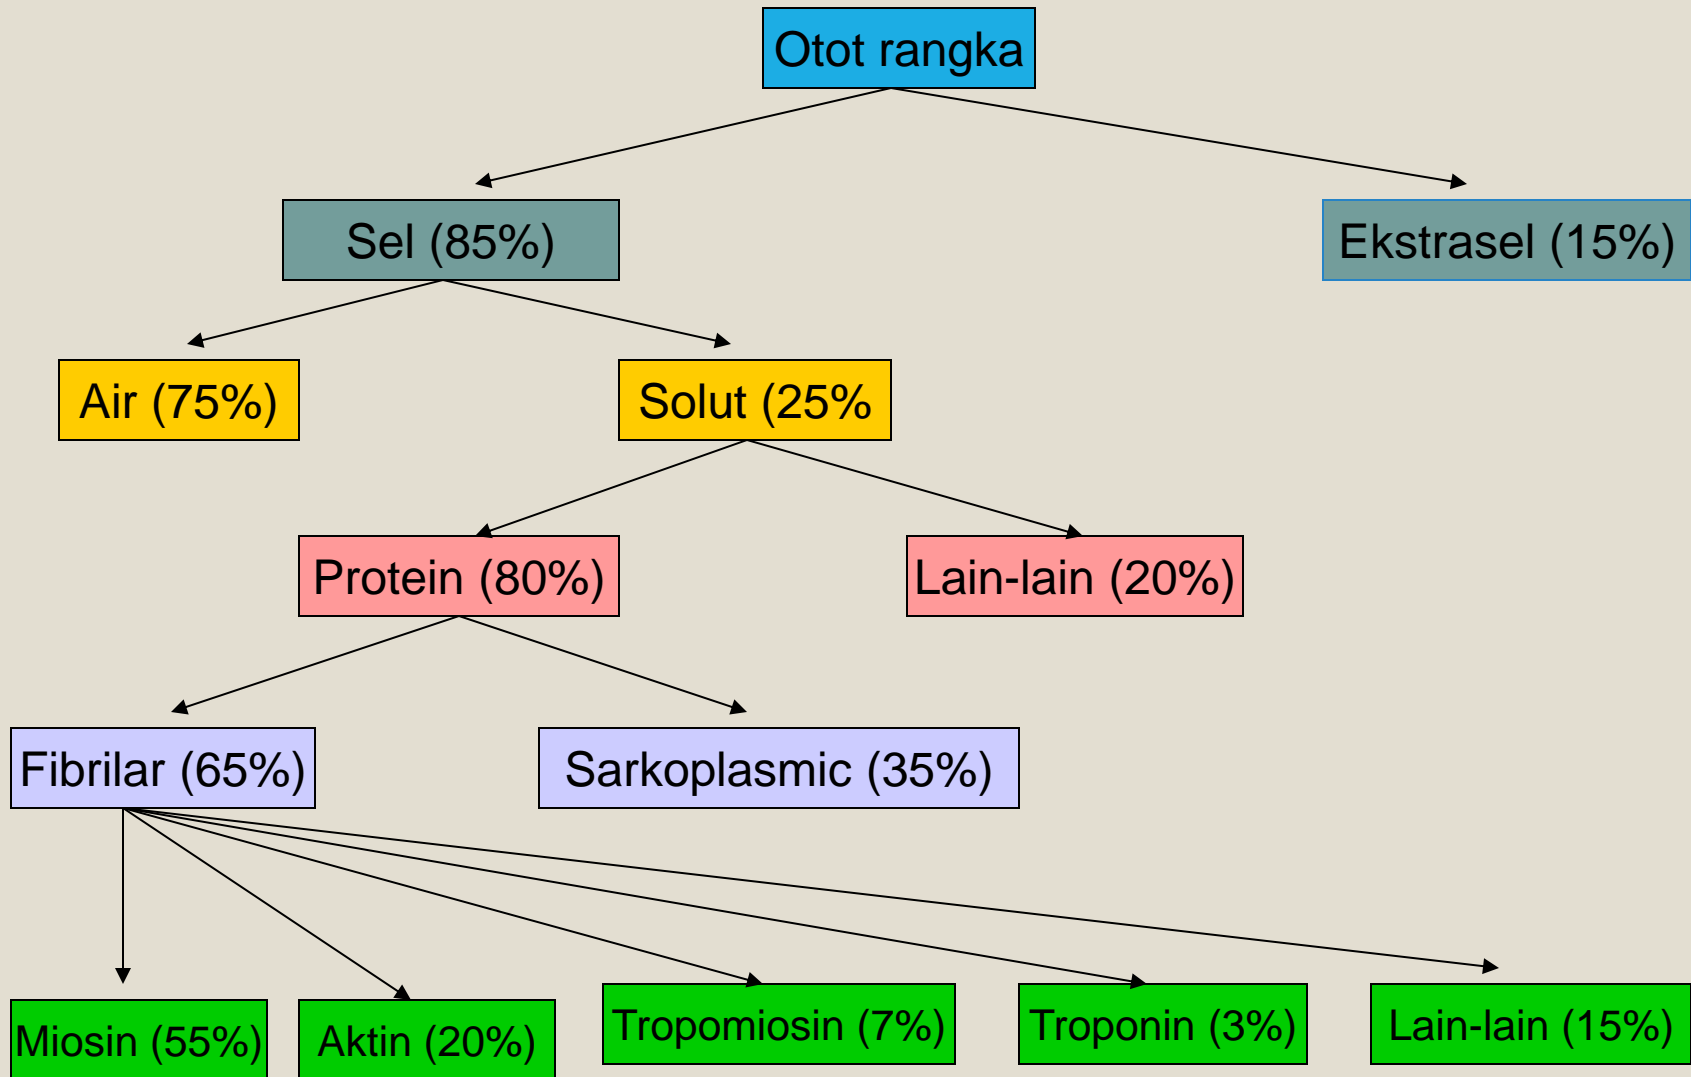 Otot rangka
Sel (85%)
Ekstrasel (15%)
Air (75%)
Solut (25%
Protein (80%)
Lain-lain (20%)
Fibrilar (65%)
Sarkoplasmic (35%)
Miosin (55%)
Aktin (20%)
Tropomiosin (7%)
Troponin (3%)
Lain-lain (15%)